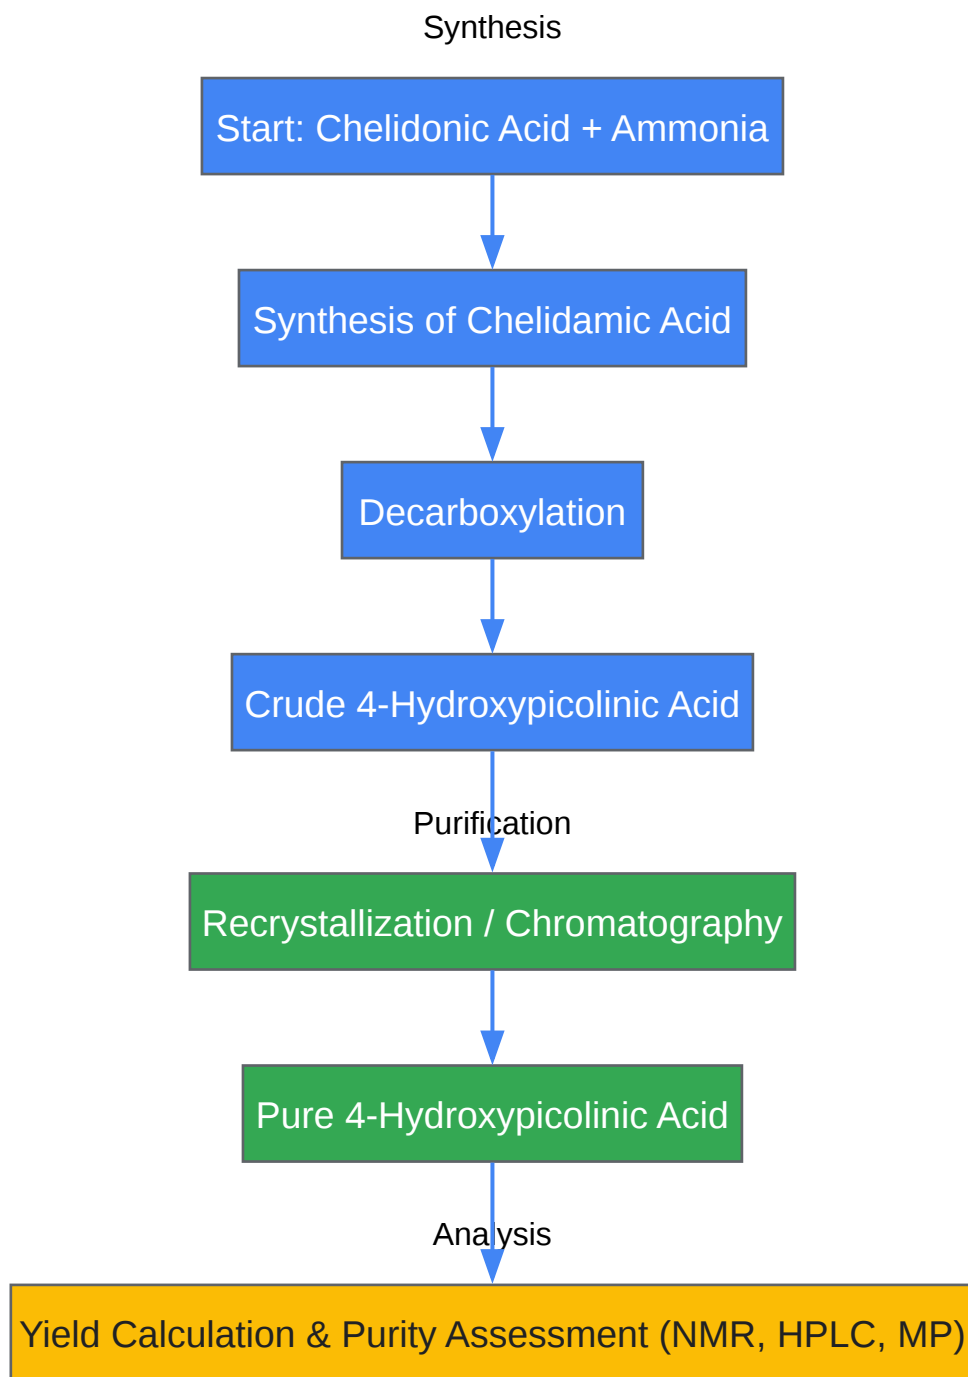 Synthesis
Start: Chelidonic Acid + Ammonia
Synthesis of Chelidamic Acid
Decarboxylation
Crude 4-Hydroxypicolinic Acid
Purification
Recrystallization / Chromatography
Pure 4-Hydroxypicolinic Acid
Analysis
Yield Calculation & Purity Assessment (NMR, HPLC, MP)